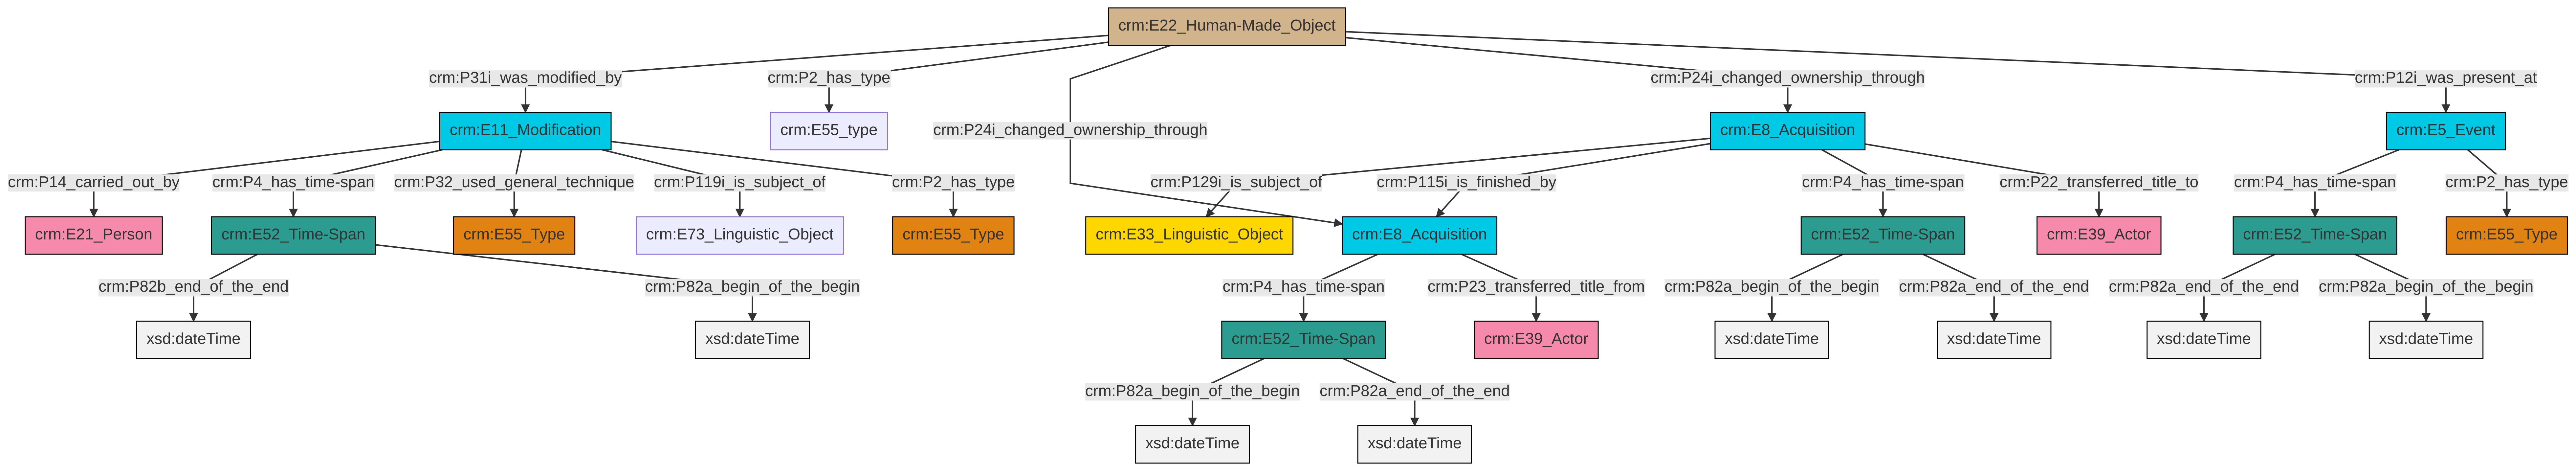 crm:E22_Human-Made_Object
crm:P31i_was_modified_by
crm:P2_has_type
crm:P24i_changed_ownership_through
crm:P12i_was_present_at
crm:E11_Modification
crm:E55_type
crm:P24i_changed_ownership_through
crm:E8_Acquisition
crm:E5_Event
crm:P14_carried_out_by
crm:P4_has_time-span
crm:P32_used_general_technique
crm:P119i_is_subject_of
crm:P2_has_type
crm:P129i_is_subject_of
crm:P115i_is_finished_by
crm:P4_has_time-span
crm:P22_transferred_title_to
crm:P4_has_time-span
crm:P2_has_type
crm:E21_Person
crm:E52_Time-Span
crm:E55_Type
crm:E73_Linguistic_Object
crm:E55_Type
crm:E33_Linguistic_Object
crm:E8_Acquisition
crm:E52_Time-Span
crm:E39_Actor
crm:E52_Time-Span
crm:E55_Type
crm:P82b_end_of_the_end
crm:P82a_begin_of_the_begin
crm:P4_has_time-span
crm:P23_transferred_title_from
crm:P82a_begin_of_the_begin
crm:P82a_end_of_the_end
crm:P82a_end_of_the_end
crm:P82a_begin_of_the_begin
xsd:dateTime
xsd:dateTime
crm:E52_Time-Span
crm:E39_Actor
xsd:dateTime
xsd:dateTime
xsd:dateTime
xsd:dateTime
crm:P82a_begin_of_the_begin
crm:P82a_end_of_the_end
xsd:dateTime
xsd:dateTime